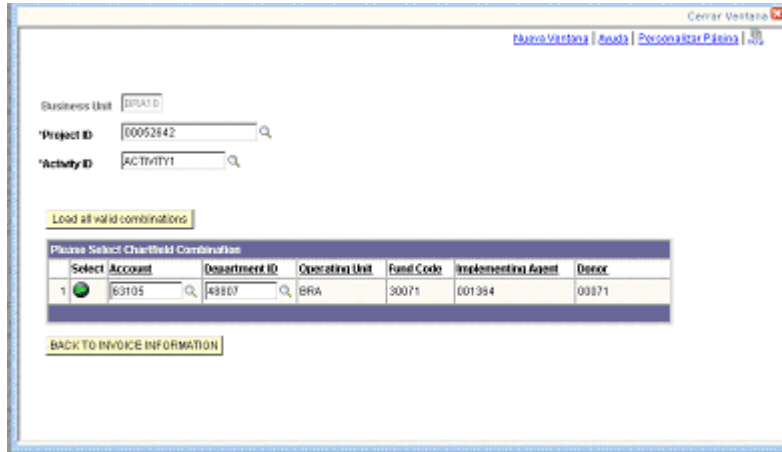 Cerrar Ventana
Nueva Ventana | Ayuda | Personalizar Página |
Business Unit BRA10
*Project ID 00052842
*Activity ID ACTIVITY1
Load all valid combinations
Please Select Chartfield Combination
Select Account Department ID Operating Unit Fund Code Implementing Agent Donor
1 63105 48807 BRA 30071 001364 00071
BACK TO INVOICE INFORMATION